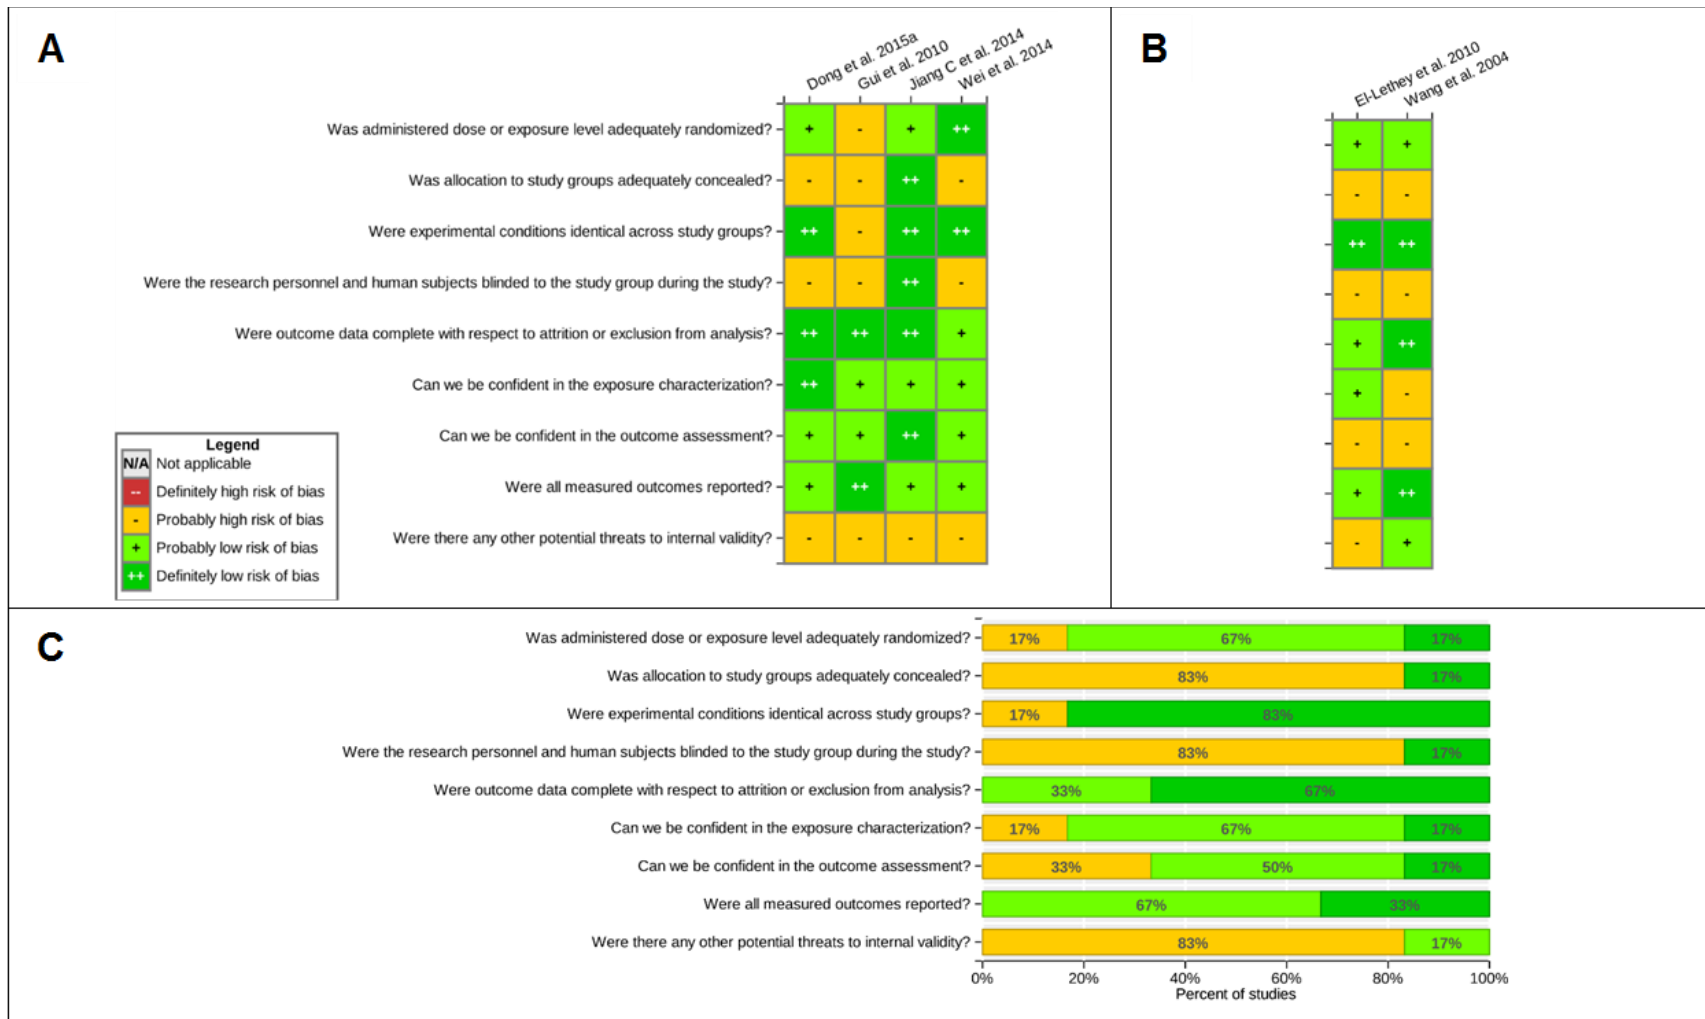 A
Dong et al. 2015a
Gui et al. 2010
Jiang C et al. 2014
Wei et al. 2014
Was administered dose or exposure level adequately randomized? + - + ++
Was allocation to study groups adequately concealed? - - ++ -
Were experimental conditions identical across study groups? ++ - ++ ++
Were the research personnel and human subjects blinded to the study group during the study? - - ++ -
Were outcome data complete with respect to attrition or exclusion from analysis? ++ ++ ++ +
Can we be confident in the exposure characterization? ++ + + +
Can we be confident in the outcome assessment? + + ++ +
Were all measured outcomes reported? + ++ + +
Were there any other potential threats to internal validity? - - - -
Legend
N/A Not applicable
-- Definitely high risk of bias
- Probably high risk of bias
+ Probably low risk of bias
++ Definitely low risk of bias
B
El-Lethey et al. 2010
Wang et al. 2004
+ +
- -
++ ++
- -
+ ++
+ -
- -
+ ++
- +
C
Was administered dose or exposure level adequately randomized? 17% 67% 17%
Was allocation to study groups adequately concealed? 83% 17%
Were experimental conditions identical across study groups? 17% 83%
Were the research personnel and human subjects blinded to the study group during the study? 83% 17%
Were outcome data complete with respect to attrition or exclusion from analysis? 33% 67%
Can we be confident in the exposure characterization? 17% 67% 17%
Can we be confident in the outcome assessment? 33% 50% 17%
Were all measured outcomes reported? 67% 33%
Were there any other potential threats to internal validity? 83% 17%
0% 20% 40% 60% 80% 100%
Percent of studies